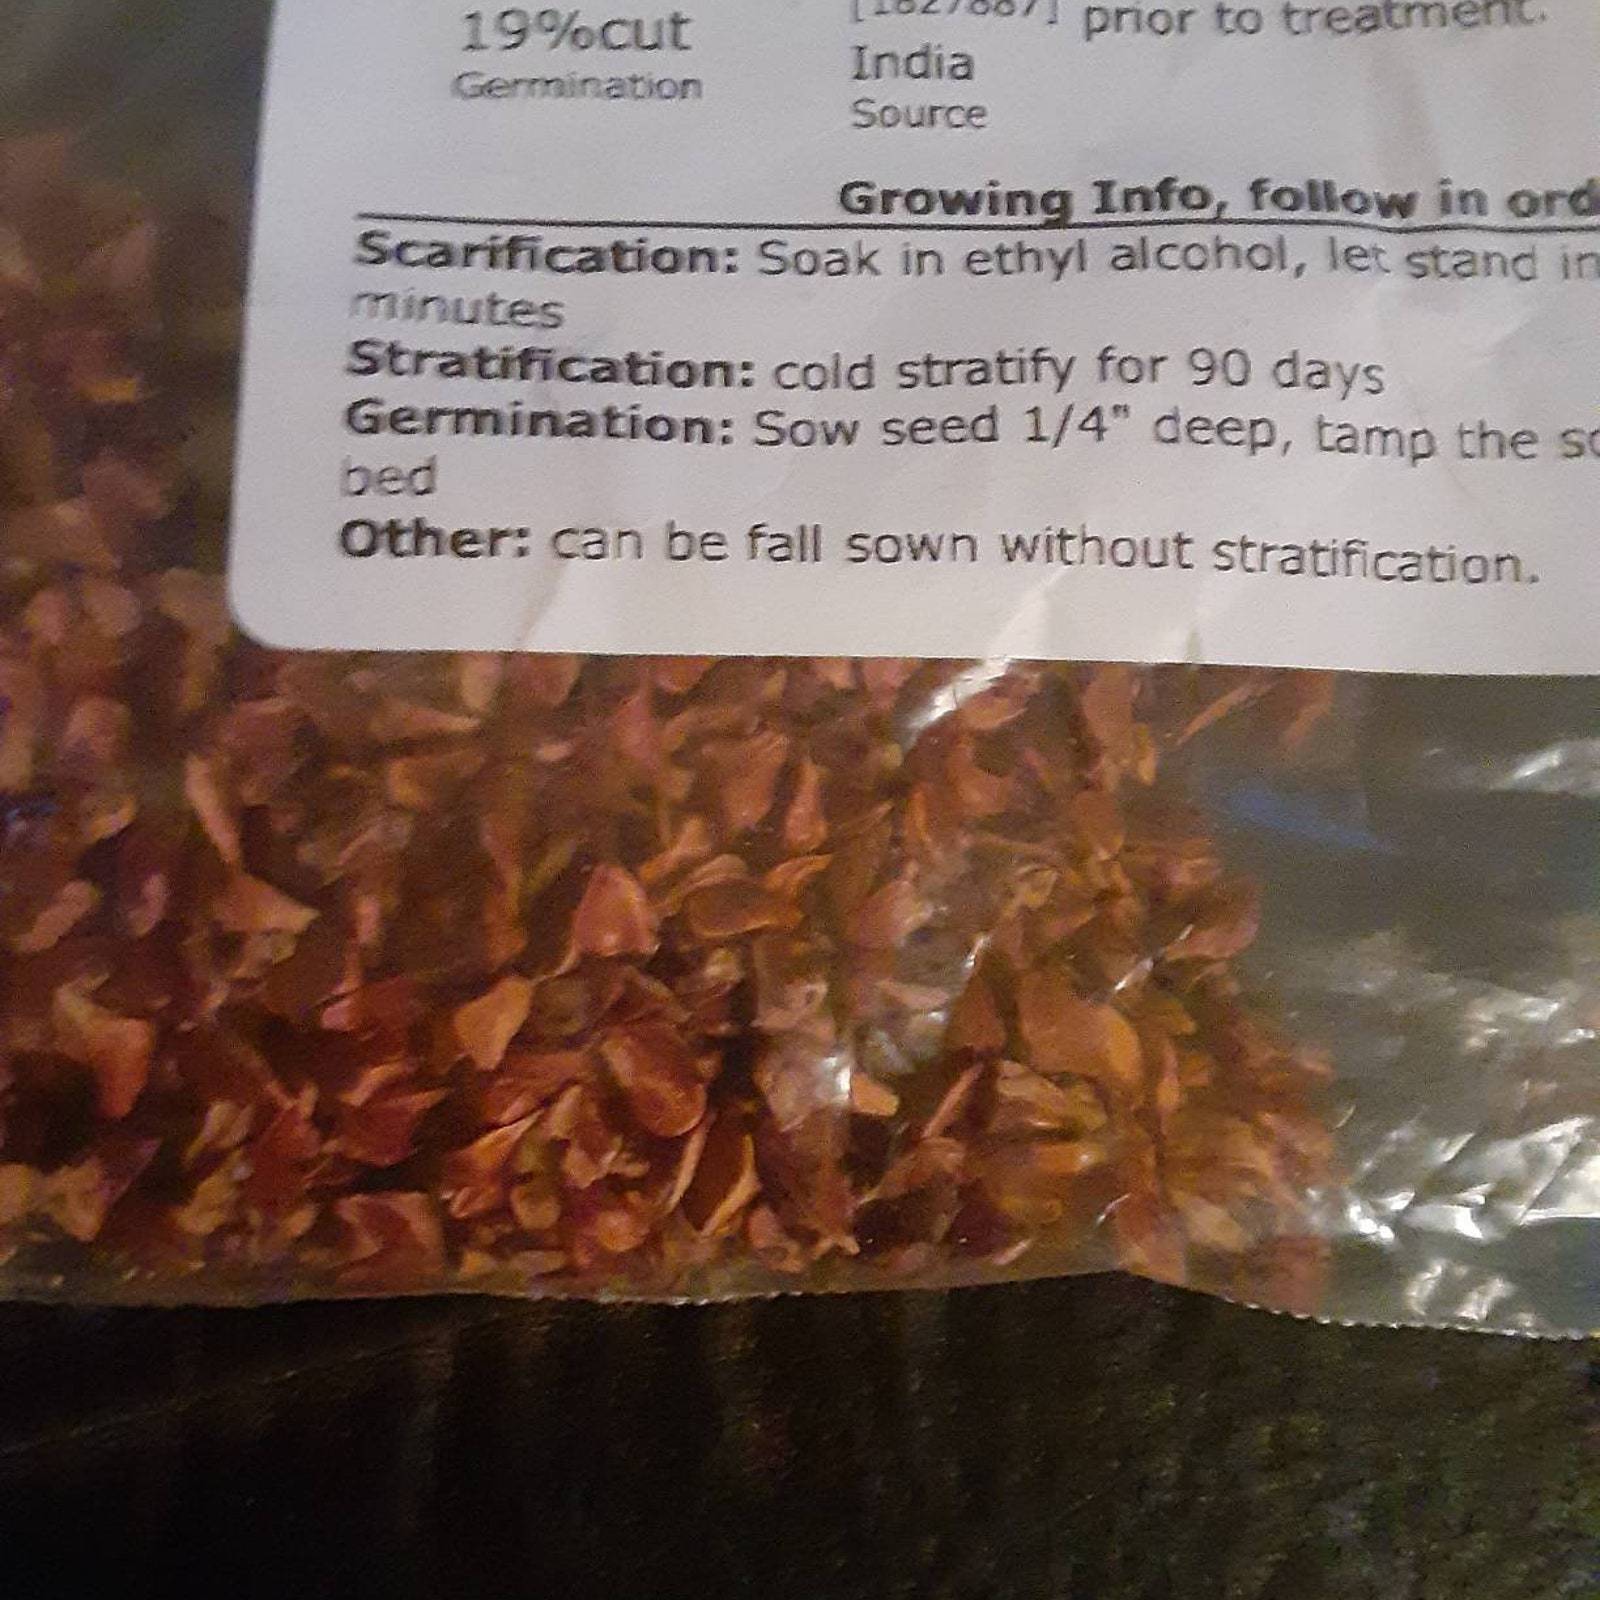 19%cut
prior to treatment.
Germination
India
Source
Growing Info, follow in ord
Scarification: Soak in ethyl alcohol, let stand in
minutes
Stratification: cold stratify for 90 days
Germination: Sow seed 1/4" deep, tamp the so
bed
Other: can be fall sown without stratification.